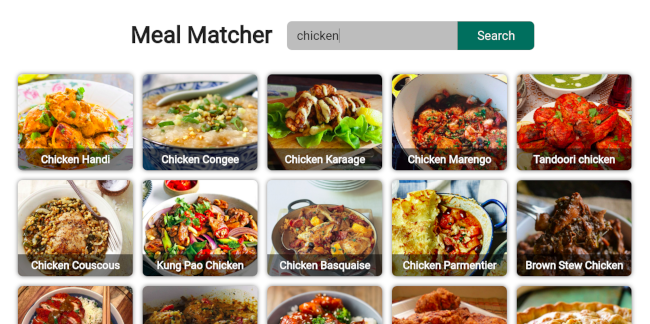 Meal Matcher
chicken
Search
Chicken Handi
Chicken Congee
Chicken Karaage
Chicken Marengo
Tandoori chicken
Chicken Couscous
Kung Pao Chicken
Chicken Basquaise
Chicken Parmentier
Brown Stew Chicken